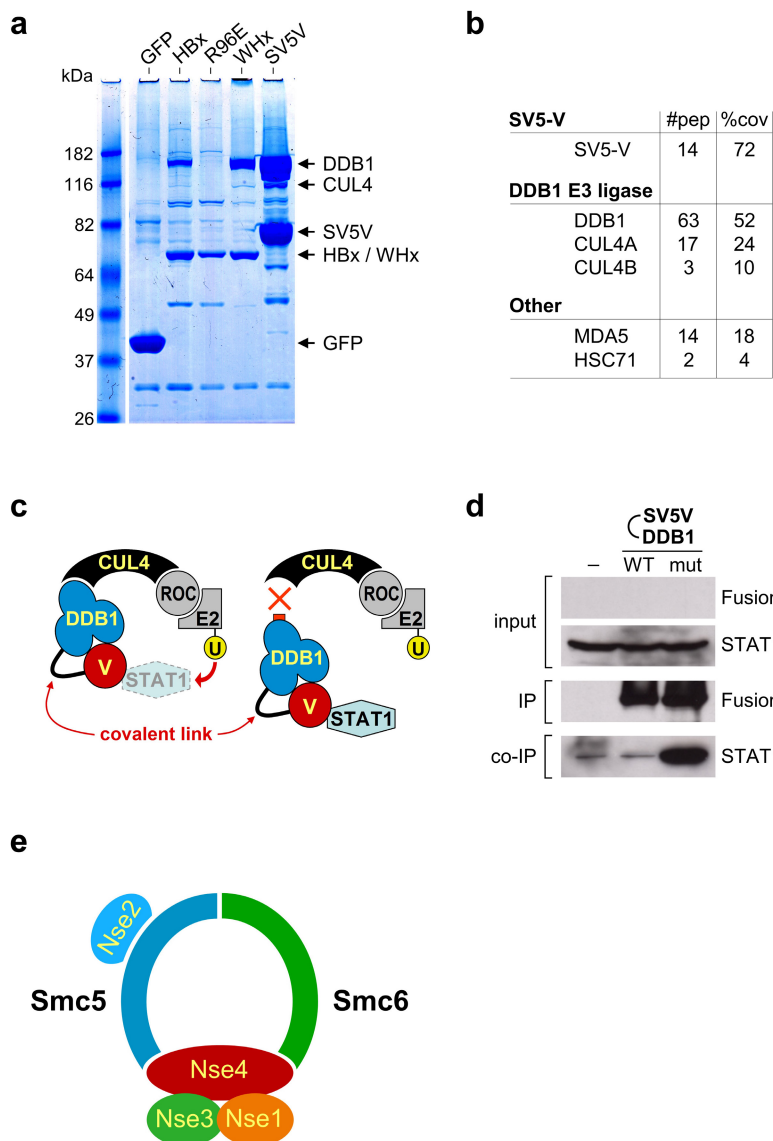 a
GFP HBx R96E WHx SV5V
kDa
182
116
82
64
49
37
26
DDB1
CUL4
SV5V
HBx / WHx
GFP
b
SV5-V #pep %cov
SV5-V 14 72
DDB1 E3 ligase
DDB1 63 52
CUL4A 17 24
CUL4B 3 10
Other
MDA5 14 18
HSC71 2 4
c
CUL4
ROC
E2
DDB1
U
V
STAT1
covalent link
CUL4
ROC
E2
DDB1
U
V
STAT1
d
SV5V
DDB1
– WT mut
input
Fusion
STAT
IP
Fusion
co-IP
STAT
e
Nse2
Smc5 Smc6
Nse4
Nse3 Nse1